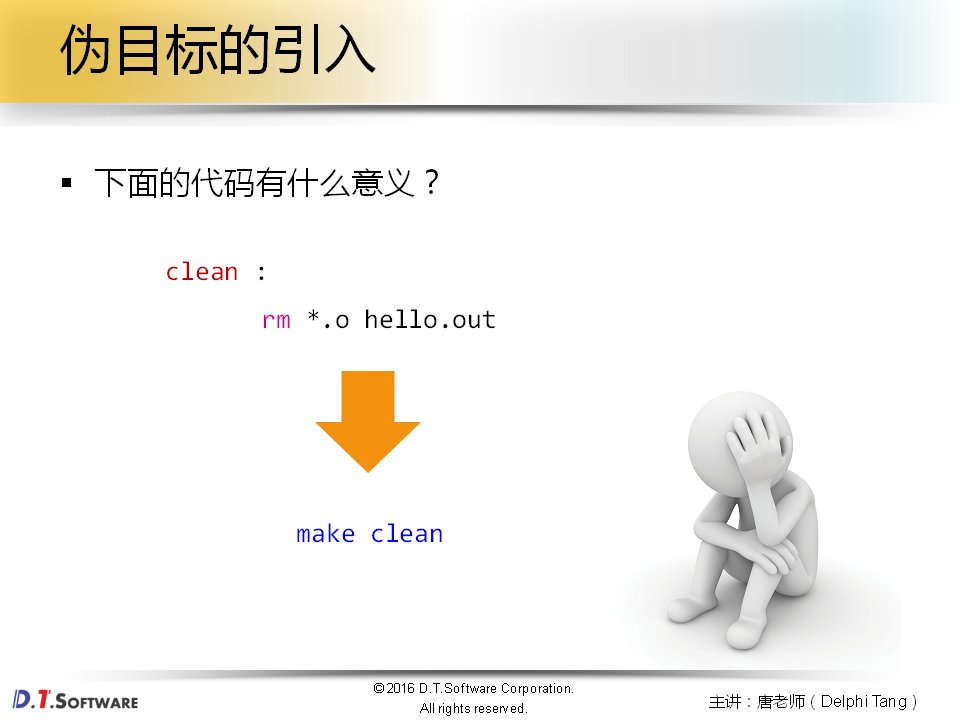 伪目标的引入
▪ 下面的代码有什么意义？
clean :
rm *.o hello.out
make clean
D.T.SOFTWARE
©2016 D.T.Software Corporation.
All rights reserved.
主讲：唐老师（Delphi Tang）